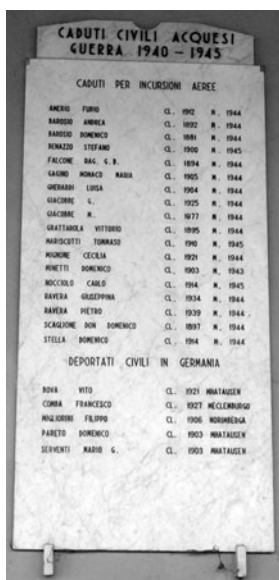 CADUTI CIVILI ACQUESI
GUERRA 1940 - 1945
CADUTI PER INCURSIONI AEREE
AMERIO FURIO CL. 1912 M. 1944
BAROSIO ANDREA CL. 1892 M. 1944
BAROSIO DOMENICO CL. 1881 M. 1944
BENAZZO STEFANO CL. 1900 M. 1945
FALCONE RAG. G.B. CL. 1894 M. 1944
GAGINO MONACO MARIA CL. 1905 M. 1944
GHERARDI LUISA CL. 1904 M. 1944
GIACOBBE G. CL. 1925 M. 1944
GIACOBBE M. CL. 1877 M. 1944
GRATTAROLA VITTORIO CL. 1895 M. 1944
MARISCOTTI TOMMASO CL. 1910 M. 1945
MIGNONE CECILIA CL. 1921 M. 1944
MINETTI DOMENICO CL. 1903 M. 1943
NOCCIOLO CARLO CL. 1914 M. 1945
RAVERA GIUSEPPINA CL. 1934 M. 1944
RAVERA PIETRO CL. 1939 M. 1944
SCAGLIONE DON DOMENICO CL. 1897 M. 1944
STELLA DOMENICO CL. 1914 M. 1944
DEPORTATI CIVILI IN GERMANIA
BOVA VITO CL. 1921 MHATAUSEN
COMBA FRANCESCO CL. 1927 MECLEMBURGO
MIGLIORINI FILIPPO CL. 1906 NORIMBERGA
PARETO DOMENICO CL. 1903 MHATAUSEN
SERVENTI MARIO G. CL. 1903 MHATAUSEN